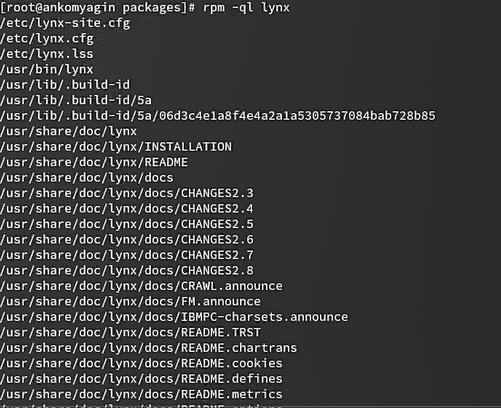 [root@ankomyagin packages]# rpm -ql lynx
/etc/lynx-site.cfg
/etc/lynx.cfg
/etc/lynx.lss
/usr/bin/lynx
/usr/lib/.build-id
/usr/lib/.build-id/5a
/usr/lib/.build-id/5a/06d3c4e1a8f4e4a2a1a5305737084bab728b85
/usr/share/doc/lynx
/usr/share/doc/lynx/INSTALLATION
/usr/share/doc/lynx/README
/usr/share/doc/lynx/docs
/usr/share/doc/lynx/docs/CHANGES2.3
/usr/share/doc/lynx/docs/CHANGES2.4
/usr/share/doc/lynx/docs/CHANGES2.5
/usr/share/doc/lynx/docs/CHANGES2.6
/usr/share/doc/lynx/docs/CHANGES2.7
/usr/share/doc/lynx/docs/CHANGES2.8
/usr/share/doc/lynx/docs/CRAWL.announce
/usr/share/doc/lynx/docs/FM.announce
/usr/share/doc/lynx/docs/IBMPC-charsets.announce
/usr/share/doc/lynx/docs/README.TRST
/usr/share/doc/lynx/docs/README.chartrans
/usr/share/doc/lynx/docs/README.cookies
/usr/share/doc/lynx/docs/README.defines
/usr/share/doc/lynx/docs/README.metrics